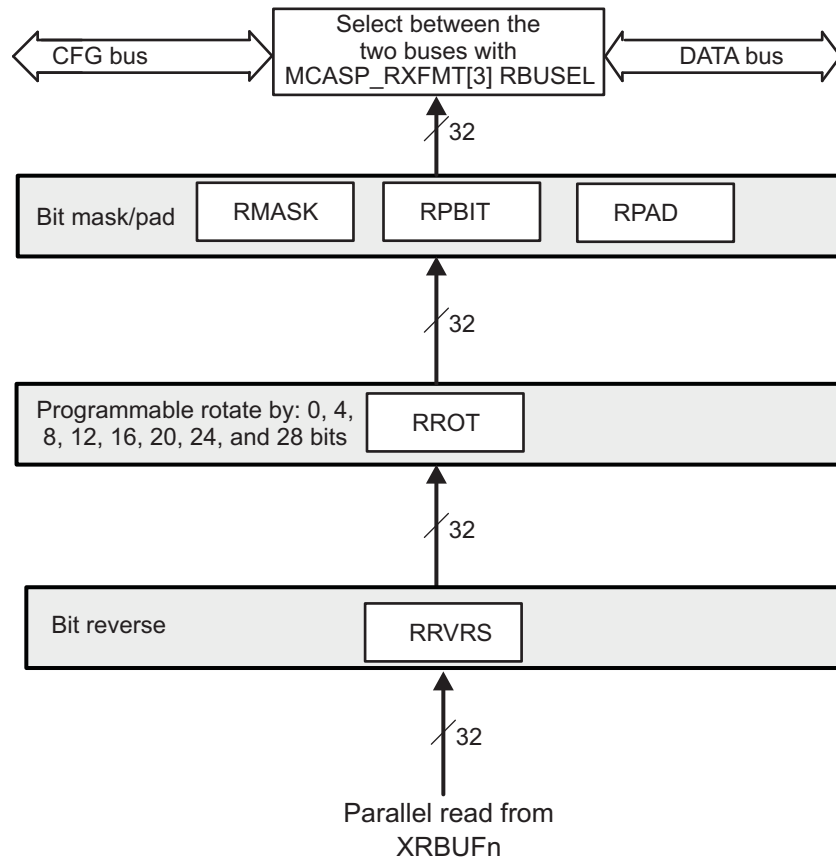 Select between the
two buses with
MCASP_RXFMT[3] RBUSEL
CFG bus
DATA bus
32
Bit mask/pad
RMASK
RPBIT
RPAD
32
Programmable rotate by: 0, 4,
8, 12, 16, 20, 24, and 28 bits
RROT
32
Bit reverse
RRVRS
32
Parallel read from
XRBUFn